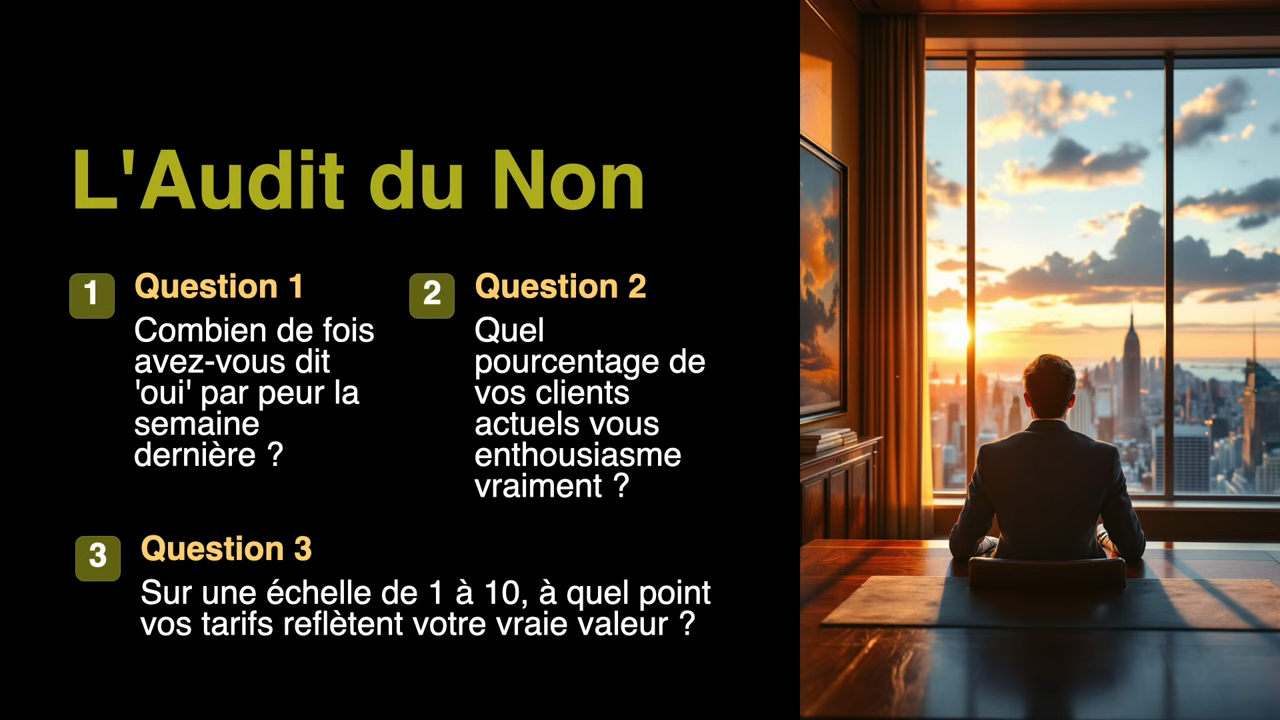 L'Audit du Non
1
Question 1
Combien de fois
avez-vous dit
'oui' par peur la
semaine
dernière ?
2
Question 2
Quel
pourcentage de
vos clients
actuels vous
enthousiasme
vraiment ?
3
Question 3
Sur une échelle de 1 à 10, à quel point
vos tarifs reflètent votre vraie valeur ?